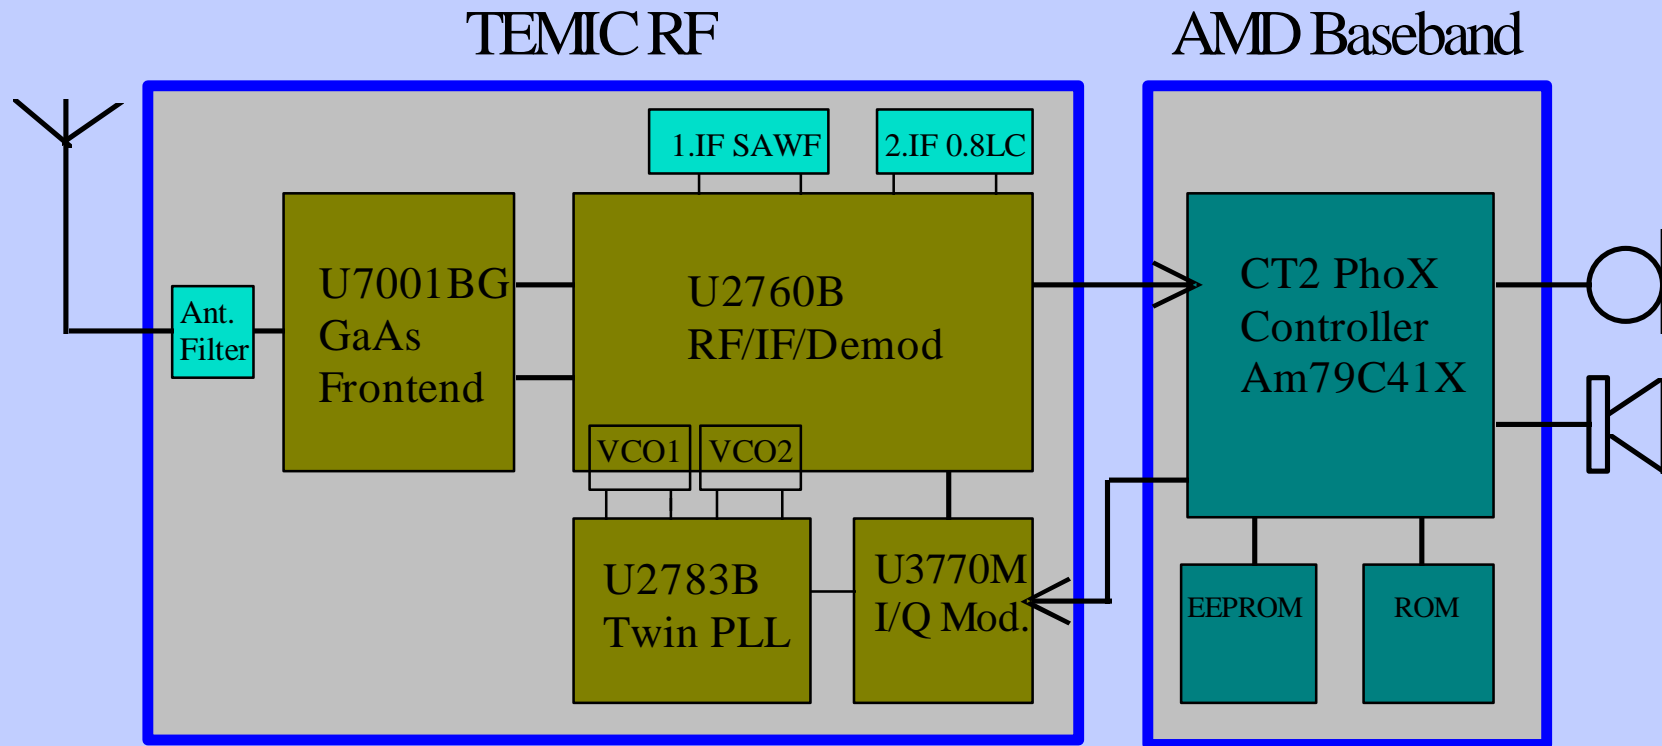 TEMIC RF
AMD Baseband
1.IF SAWF
2.IF 0.8LC
Ant.
Filter
U7001BG
GaAs
Frontend
U2760B
RF/IF/Demod
VCO1
VCO2
U2783B
Twin PLL
U3770M
I/Q Mod.
CT2 PhoX
Controller
Am79C41X
EEPROM
ROM